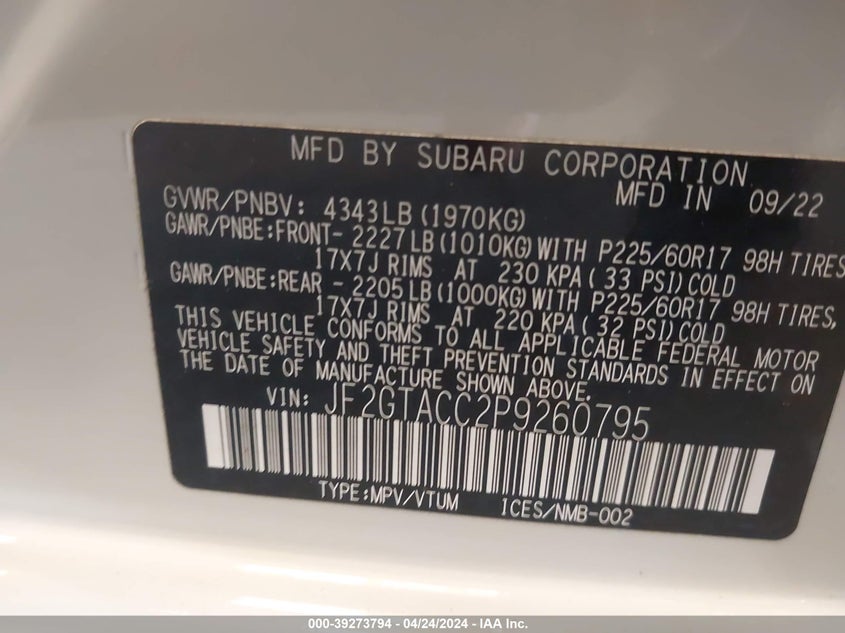 MFD BY SUBARU CORPORATION
MFD IN 09/22
GVWR/PNBV: 4343LB(1970KG)
GAWR/PNBE:FRONT- 2227LB(1010KG)WITH P225/60R17 98H TIRES
17X7J RIMS AT 230 KPA( 33 PSI)COLD
GAWR/PNBE:REAR - 2205LB(1000KG)WITH P225/60R17 98H TIRES,
17X7J RIMS AT 220 KPA( 32 PSI)COLD
THIS VEHICLE CONFORMS TO ALL APPLICABLE FEDERAL MOTOR
VEHICLE SAFETY AND THEFT PREVENTION STANDARDS IN EFFECT ON
THE DATE OF MANUFACTURE SHOWN ABOVE.
VIN: JF2GTACC2P9260795
TYPE:MPV/VTUM ICES/NMB-002
000-39273794 - 04/24/2024 - IAA Inc.